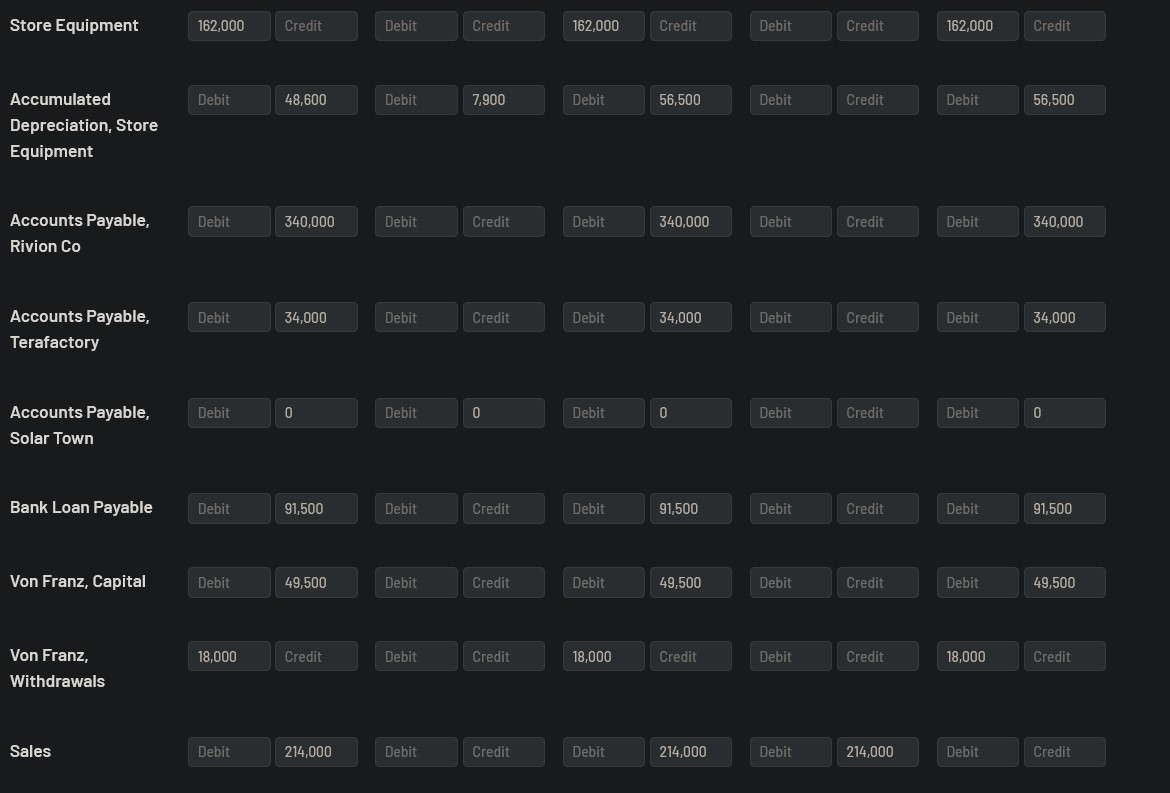 Store Equipment 162,000 Credit Debit Credit 162,000 Credit Debit Credit 162,000 Credit
Accumulated Debit 48,600 Debit 7,900 Debit 56,500 Debit Credit Debit 56,500
Depreciation, Store
Equipment
Accounts Payable, Debit 340,000 Debit Credit Debit 340,000 Debit Credit Debit 340,000
Rivion Co
Accounts Payable, Debit 34,000 Debit Credit Debit 34,000 Debit Credit Debit 34,000
Terafactory
Accounts Payable, Debit 0 Debit 0 Debit 0 Debit Credit Debit 0
Solar Town
Bank Loan Payable Debit 91,500 Debit Credit Debit 91,500 Debit Credit Debit 91,500
Von Franz, Capital Debit 49,500 Debit Credit Debit 49,500 Debit Credit Debit 49,500
Von Franz, 18,000 Credit Debit Credit 18,000 Credit Debit Credit 18,000 Credit
Withdrawals
Sales Debit 214,000 Debit Credit Debit 214,000 Debit 214,000 Debit Credit